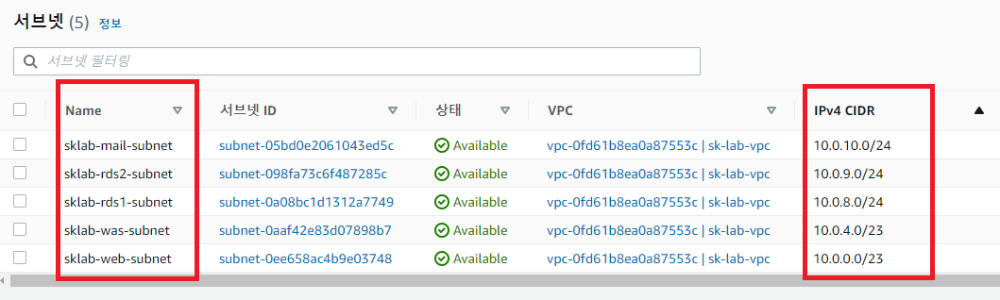 서브넷 (5) 정보
서브넷 필터링
Name 서브넷 ID 상태 VPC IPv4 CIDR
sklab-mail-subnet subnet-05bd0e2061043ed5c Available vpc-0fd61b8ea0a87553c | sk-lab-vpc 10.0.10.0/24
sklab-rds2-subnet subnet-098fa73c6f487285c Available vpc-0fd61b8ea0a87553c | sk-lab-vpc 10.0.9.0/24
sklab-rds1-subnet subnet-0a08bc1d1312a7749 Available vpc-0fd61b8ea0a87553c | sk-lab-vpc 10.0.8.0/24
sklab-was-subnet subnet-0aaf42e83d07898b7 Available vpc-0fd61b8ea0a87553c | sk-lab-vpc 10.0.4.0/23
sklab-web-subnet subnet-0ee658ac4b9e03748 Available vpc-0fd61b8ea0a87553c | sk-lab-vpc 10.0.0.0/23